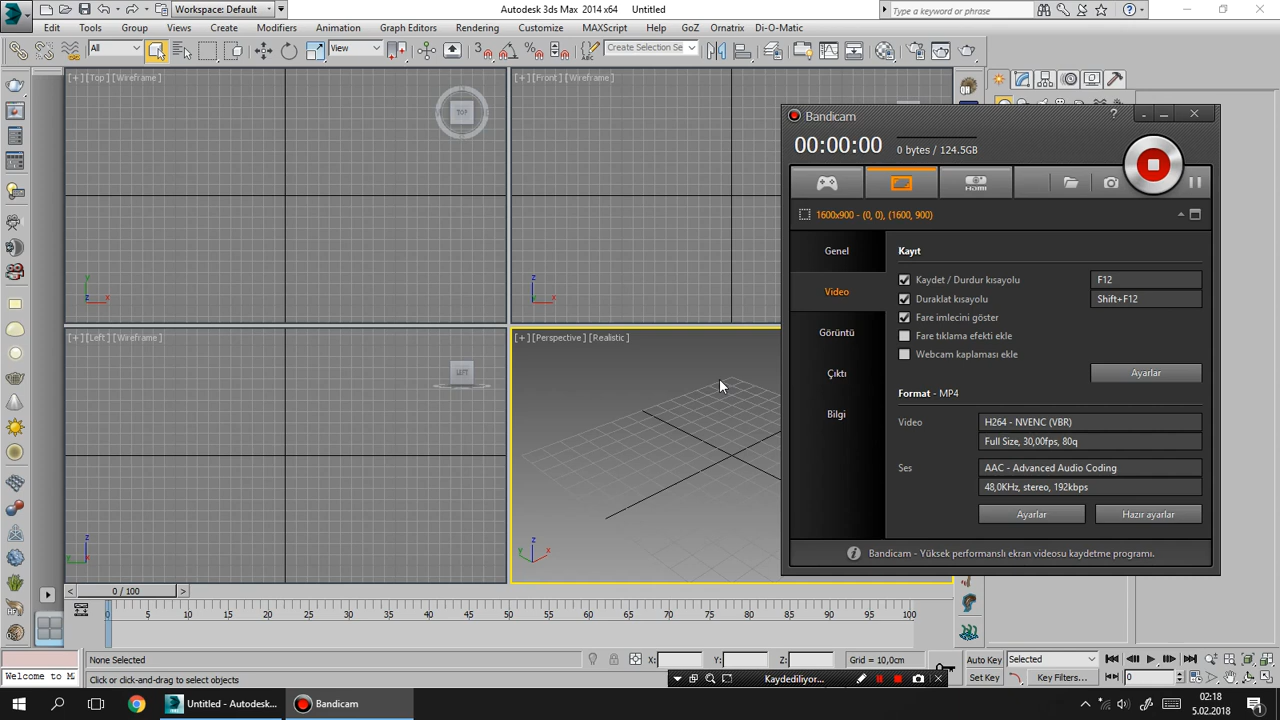 Workspace: Default
Autodesk 3ds Max 2014 x64
Untitled
Type a keyword or phrase
Edit
Tools
Group
Views
Create
Modifiers
Animation
Graph Editors
Rendering
Customize
MAXScript
Help
GoZ
Ornatrix
Di-O-Matic
All
View
3
Create Selection Se
[+] [Top] [Wireframe]
TOP
[+] [Front] [Wireframe]
[+] [Left] [Wireframe]
LEFT
[+] [Perspective] [Realistic]
Bandicam
00:00:00
0 bytes / 124.5GB
HDMI
1600x900 - (0, 0), (1600, 900)
Genel
Video
Görüntü
Çıktı
Bilgi
Kayıt
Kaydet / Durdur kısayolu
F12
Duraklat kısayolu
Shift+F12
Fare imlecini göster
Fare tıklama efekti ekle
Webcam kaplaması ekle
Ayarlar
Format - MP4
Video
H264 - NVENC (VBR)
Full Size, 30,00fps, 80q
Ses
AAC - Advanced Audio Coding
48,0KHz, stereo, 192kbps
Ayarlar
Hazır ayarlar
Bandicam - Yüksek performanslı ekran videosu kaydetme programı.
0 / 100
0 5 10 15 20 25 30 35 40 45 50 55 60 65 70 75 80 85 90 95 100
None Selected
X:
Y:
Z:
Grid = 10,0cm
Auto Key
Selected
Welcome to M
Click or click-and-drag to select objects
Kaydediliyor...
Set Key
Key Filters...
0
Untitled - Autodesk...
Bandicam
02:18
5.02.2018